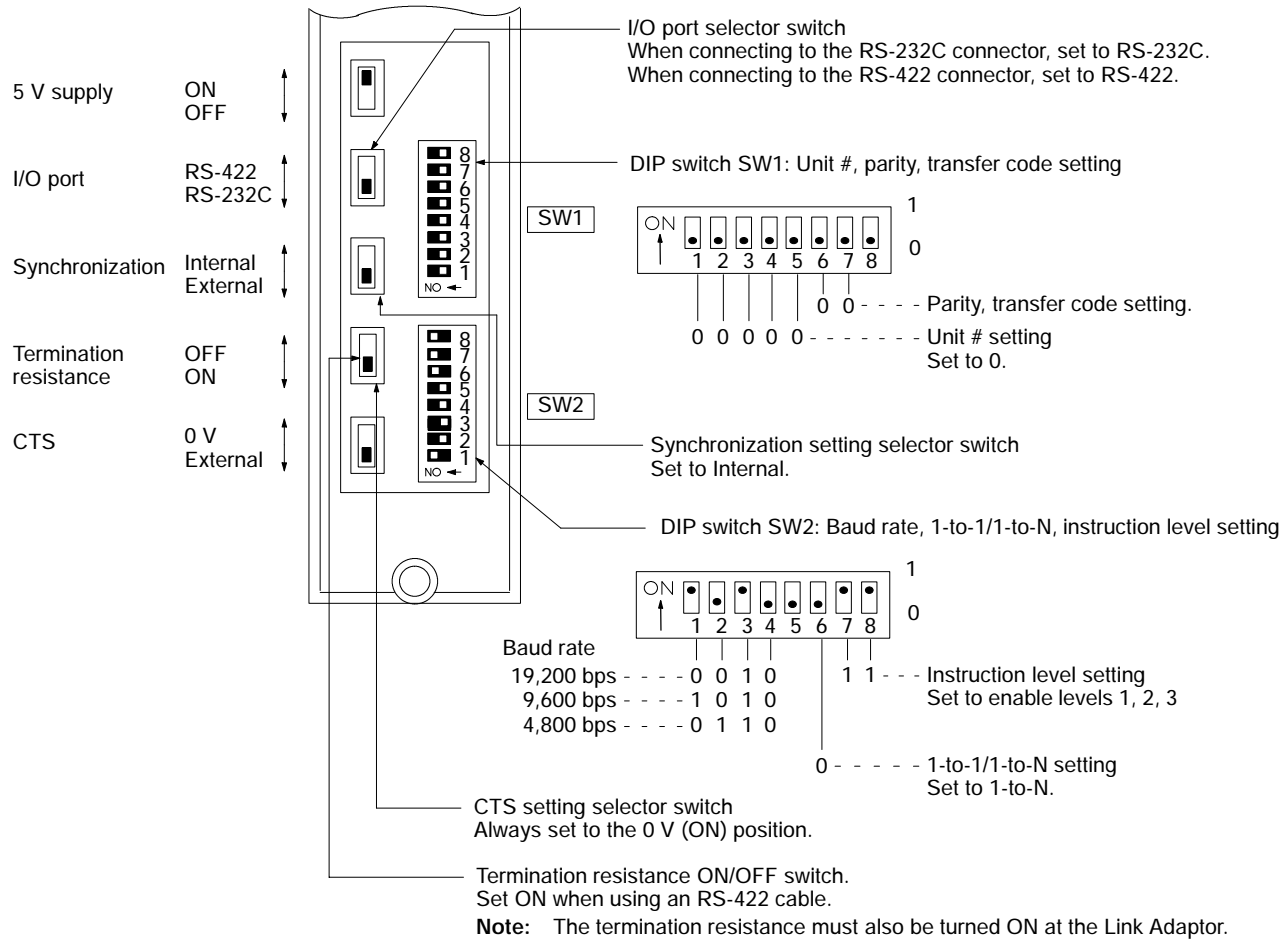 I/O port selector switch
When connecting to the RS-232C connector, set to RS-232C.
When connecting to the RS-422 connector, set to RS-422.
5 V supply ON
OFF
I/O port RS-422
RS-232C
Synchronization Internal
External
Termination resistance OFF
ON
CTS 0 V
External
8
7
6
5
4
3
2
1
NO
SW1
8
7
6
5
4
3
2
1
NO
SW2
DIP switch SW1: Unit #, parity, transfer code setting
ON 1
0
1 2 3 4 5 6 7 8
0 0 Parity, transfer code setting.
0 0 0 0 0 Unit # setting
Set to 0.
Synchronization setting selector switch
Set to Internal.
DIP switch SW2: Baud rate, 1-to-1/1-to-N, instruction level setting
ON 1
0
1 2 3 4 5 6 7 8
Baud rate
19,200 bps 0 0 1 0 1 1 Instruction level setting
9,600 bps 1 0 1 0 Set to enable levels 1, 2, 3
4,800 bps 0 1 1 0
0 1-to-1/1-to-N setting
Set to 1-to-N.
CTS setting selector switch
Always set to the 0 V (ON) position.
Termination resistance ON/OFF switch.
Set ON when using an RS-422 cable.
Note: The termination resistance must also be turned ON at the Link Adaptor.